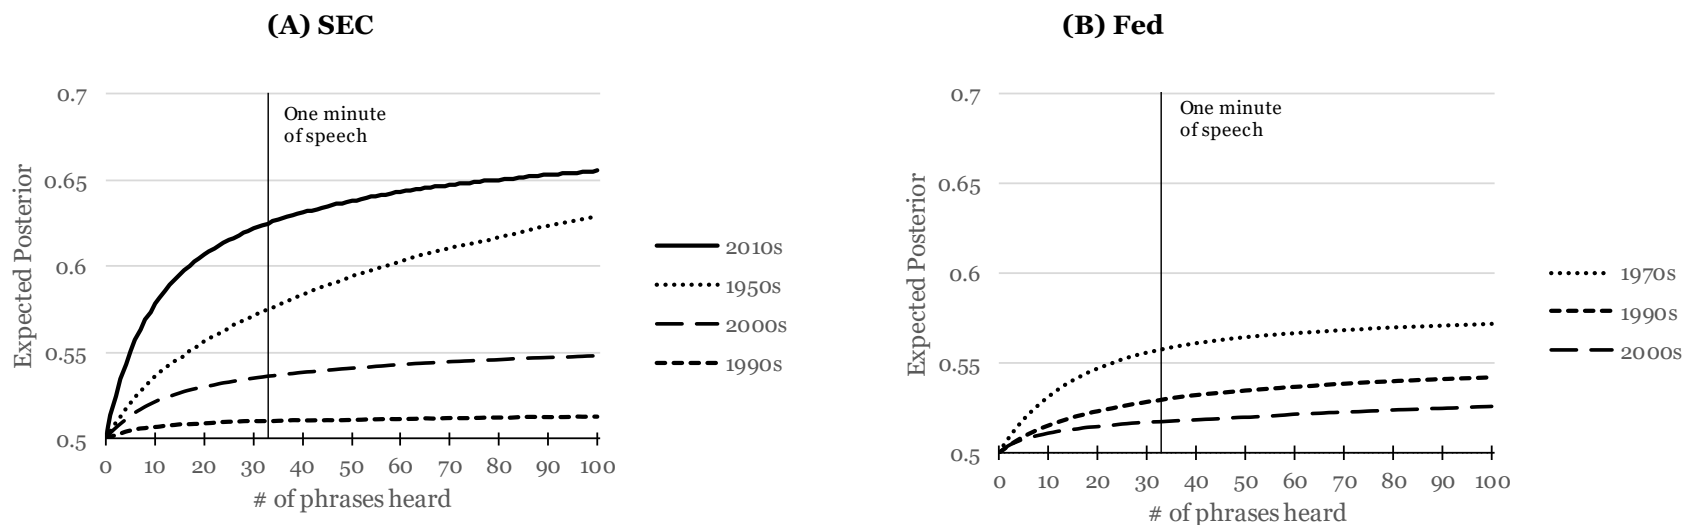 (A) SEC
0.7
0.65
0.6
0.55
0.5
Expected Posterior
One minute
of speech
0 10 20 30 40 50 60 70 80 90 100
# of phrases heard
2010s
1950s
2000s
1990s
(B) Fed
0.7
0.65
0.6
0.55
0.5
Expected Posterior
One minute
of speech
0 10 20 30 40 50 60 70 80 90 100
# of phrases heard
1970s
1990s
2000s